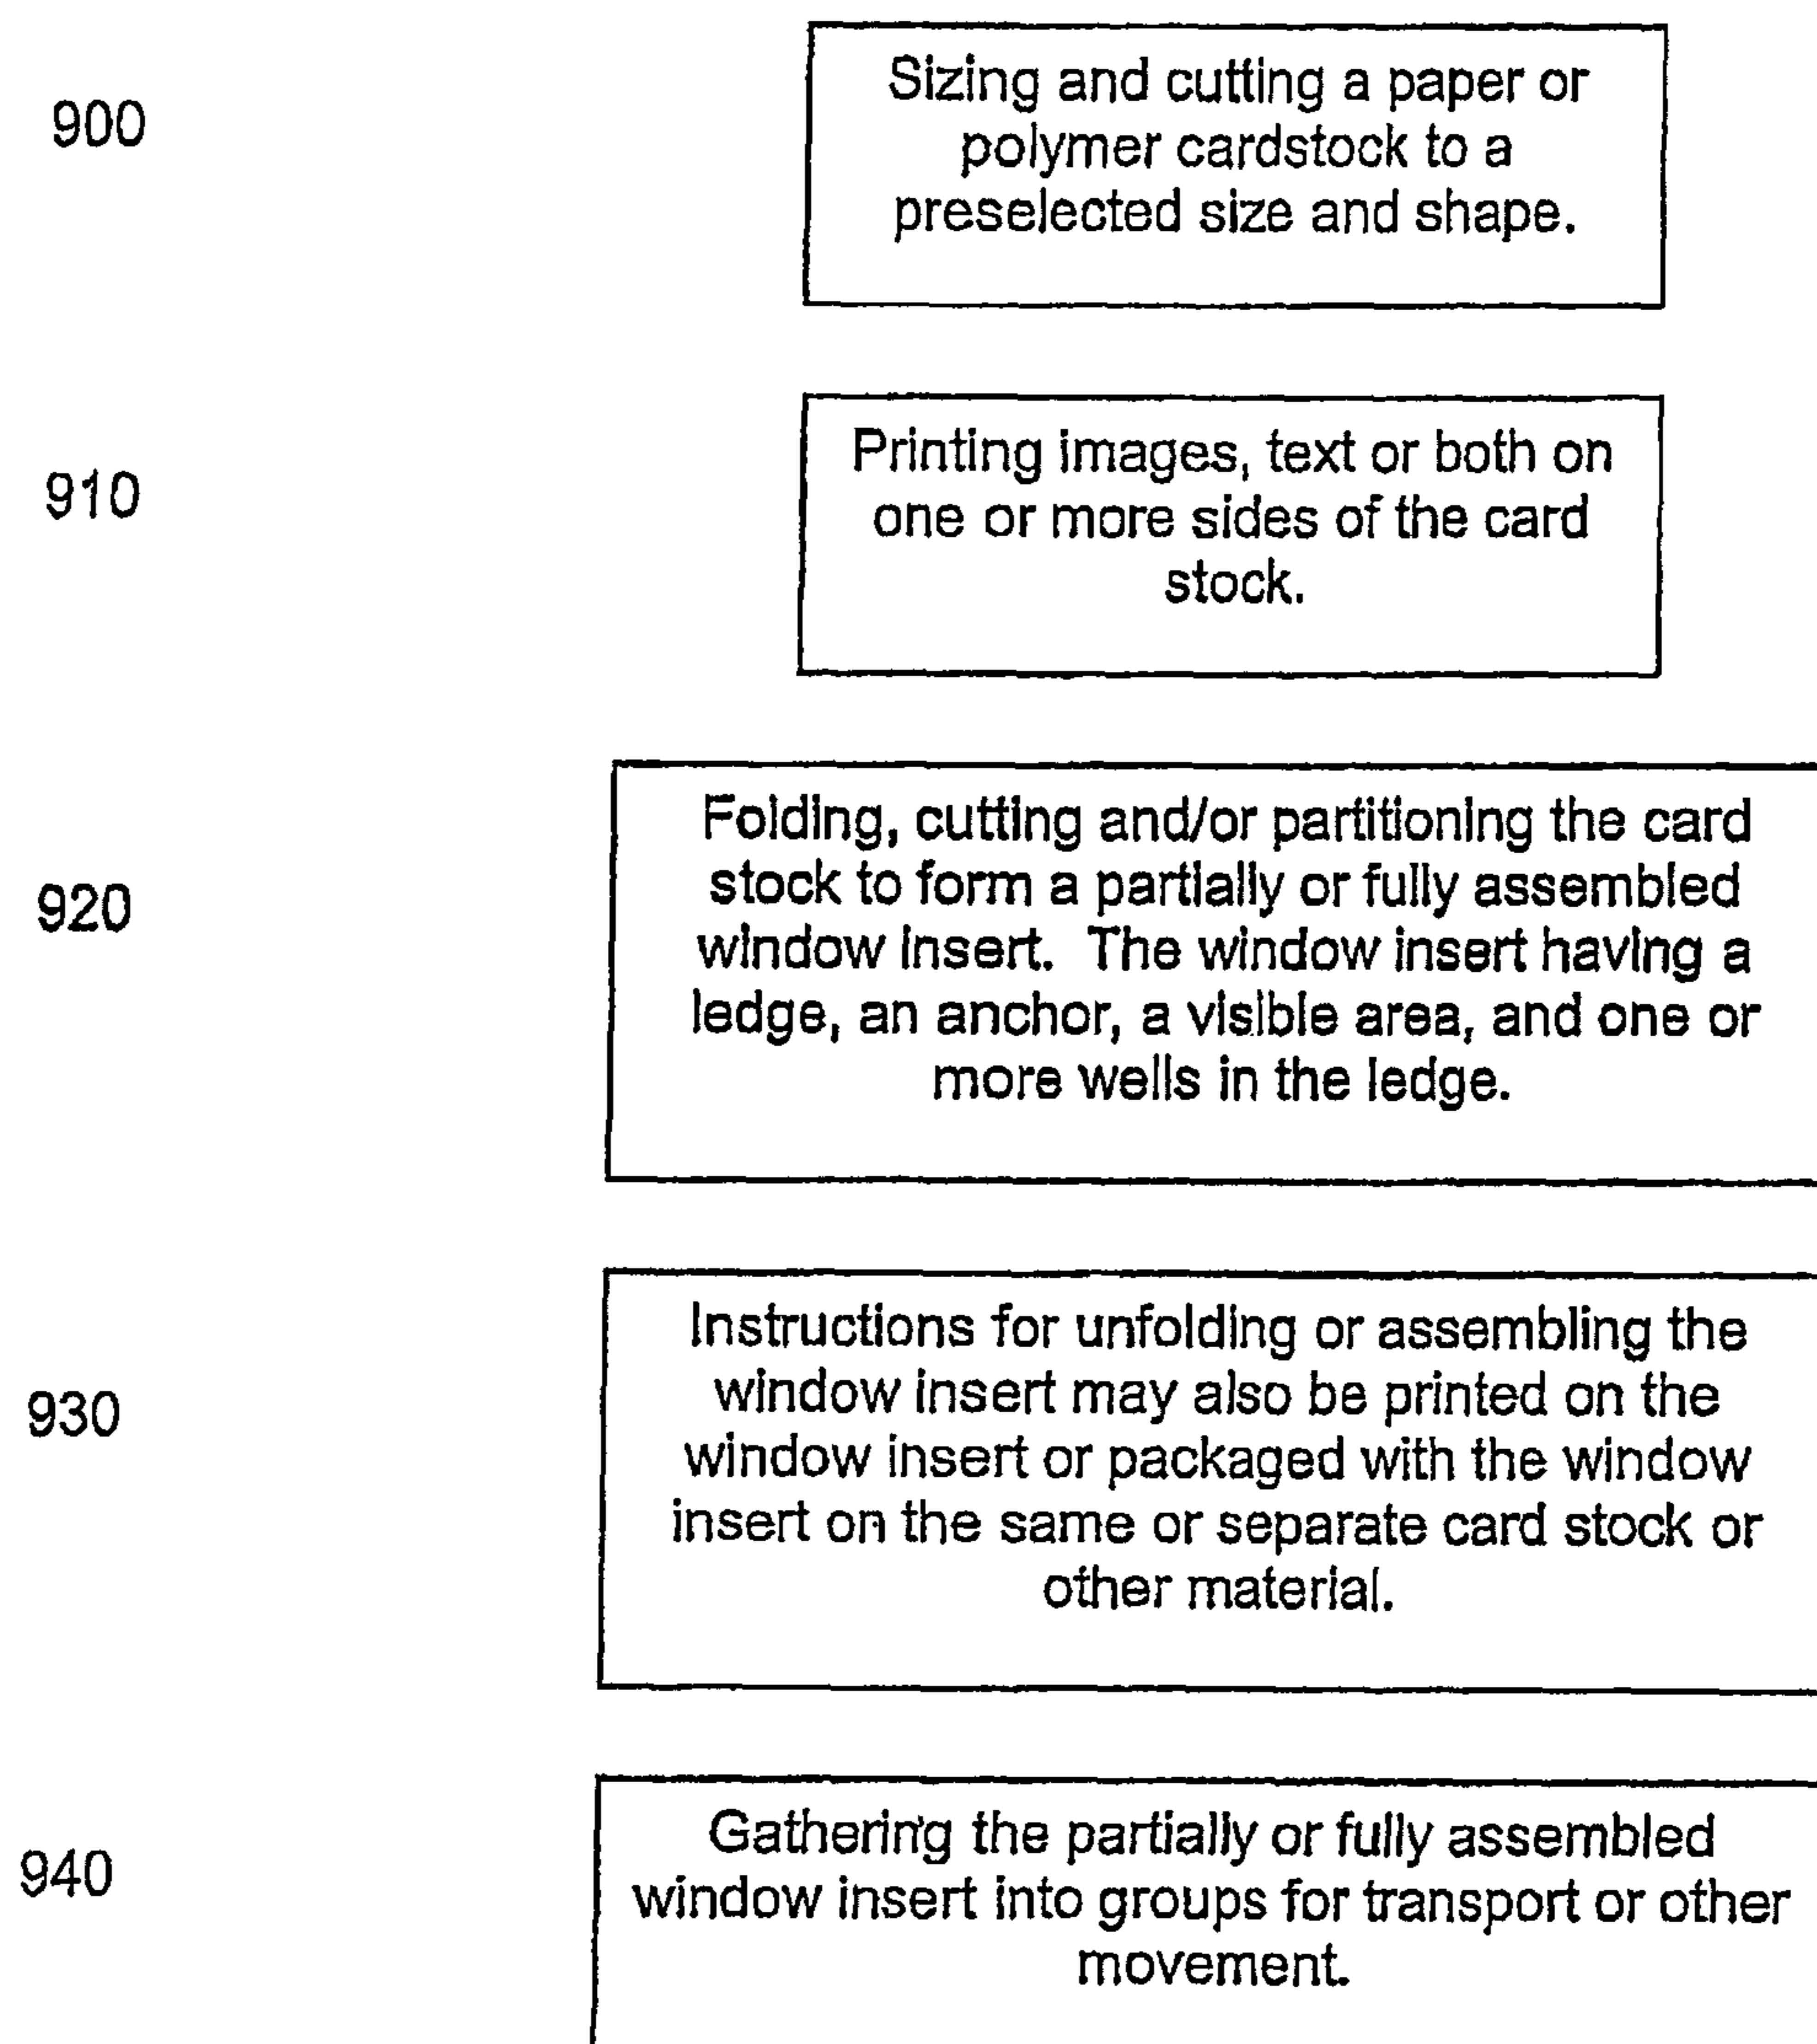 900
Sizing and cutting a paper or
polymer cardstock to a
preselected size and shape.
910
Printing images, text or both on
one or more sides of the card
stock.
920
Folding, cutting and/or partitioning the card
stock to form a partially or fully assembled
window insert. The window insert having a
ledge, an anchor, a visible area, and one or
more wells in the ledge.
930
Instructions for unfolding or assembling the
window insert may also be printed on the
window insert or packaged with the window
insert on the same or separate card stock or
other material.
940
Gathering the partially or fully assembled
window insert into groups for transport or other
movement.